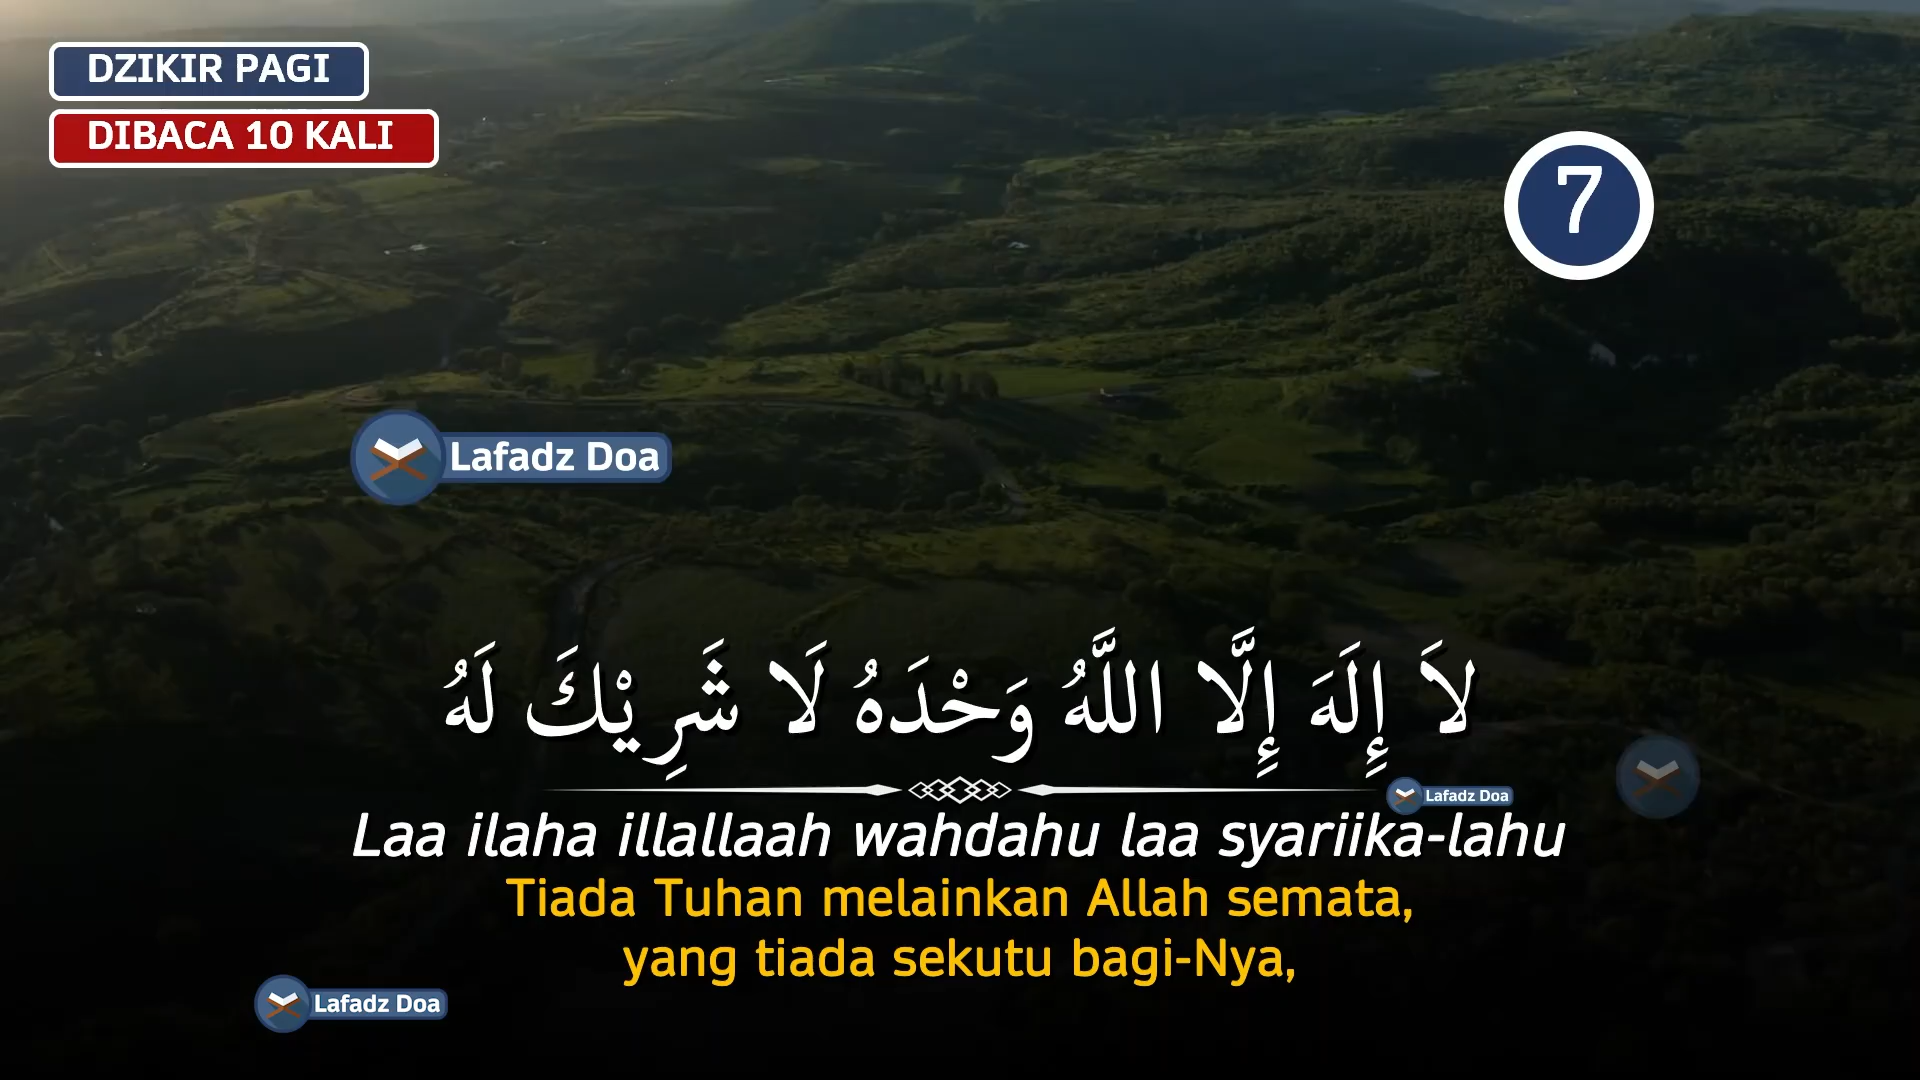 DZIKIR PAGI
DIBACA 10 KALI
7
Lafadz Doa
لاَ إِلَهَ إِلَّا اللَّهُ وَحْدَهُ لَا شَرِيْكَ لَهُ
Lafadz Doa
Laa ilaha illallaah wahdahu laa syariika-lahu
Tiada Tuhan melainkan Allah semata,
yang tiada sekutu bagi-Nya,
Lafadz Doa